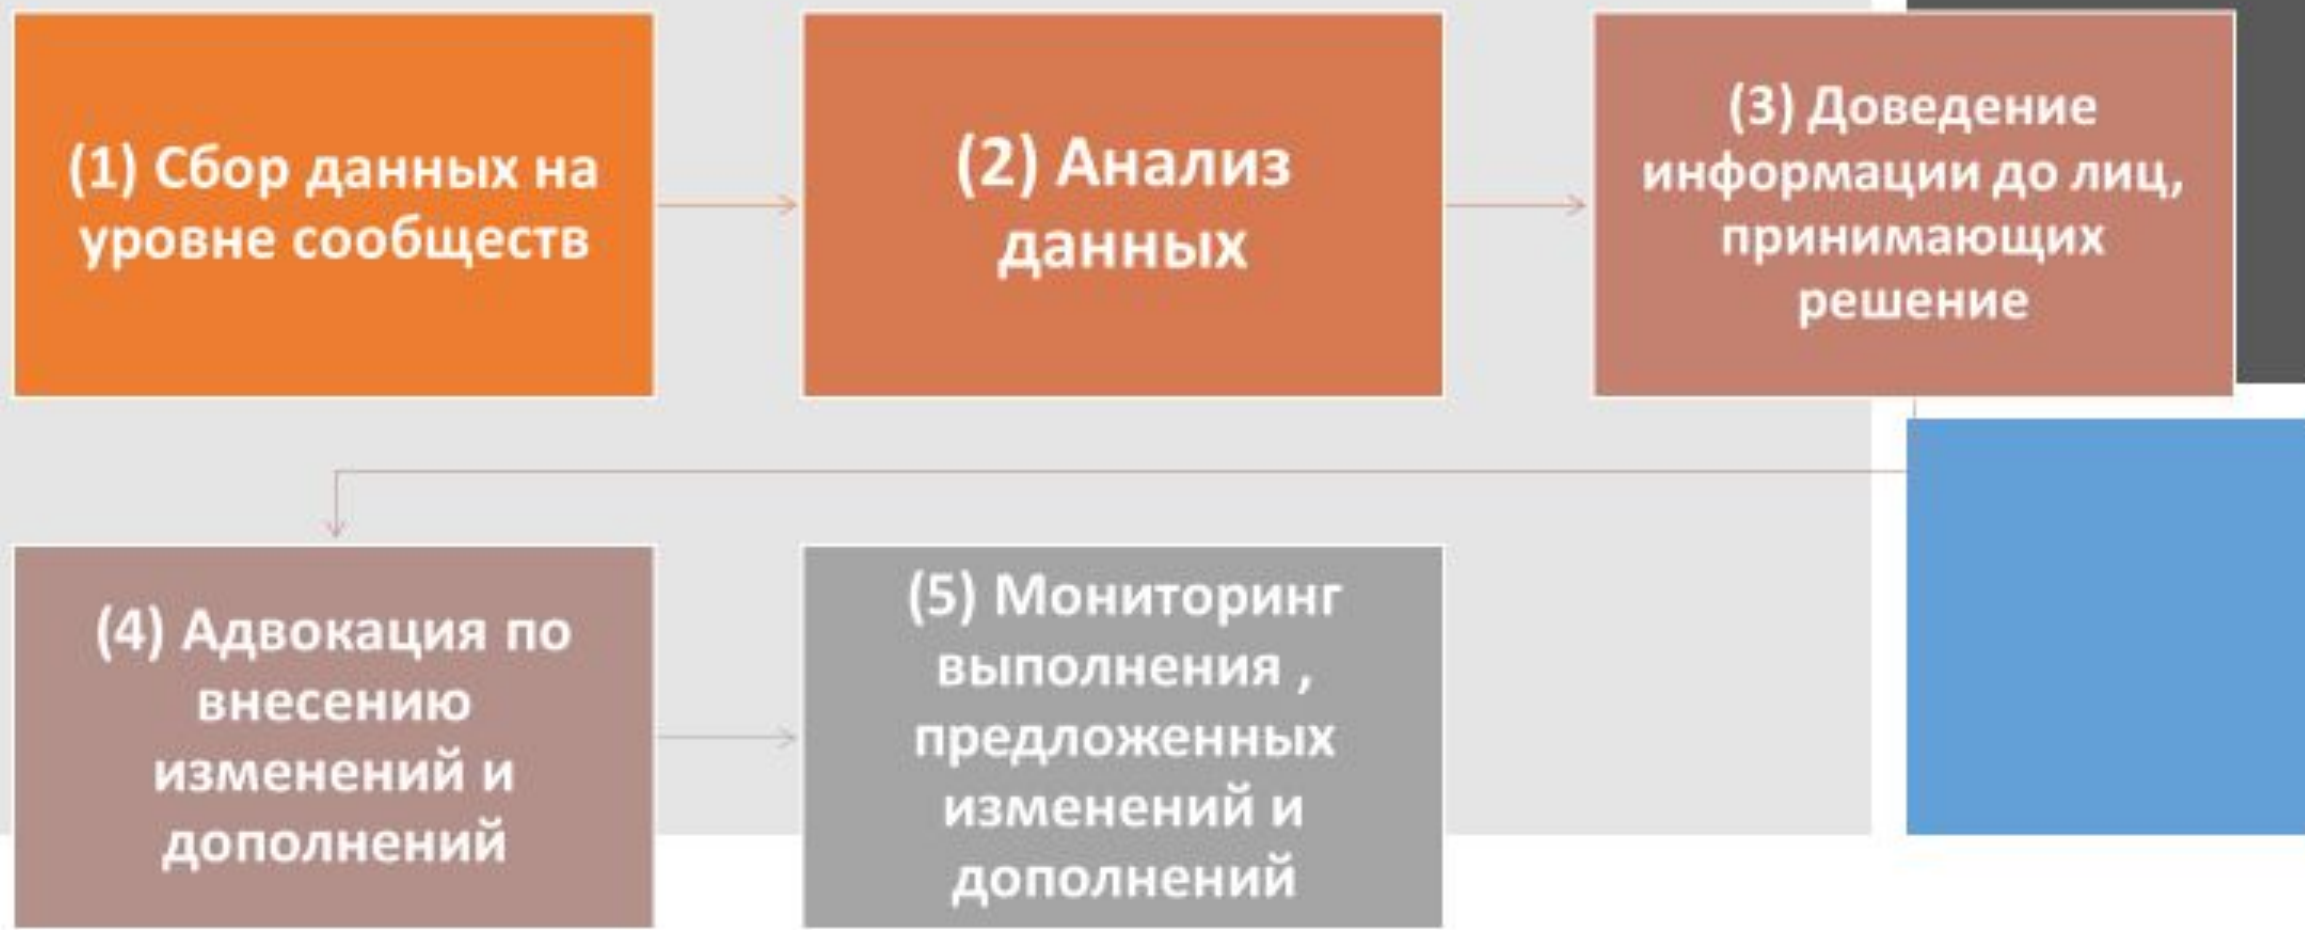 (1) Сбор данных на
уровне сообществ
(2) Анализ
данных
(3) Доведение
информации до лиц,
принимающих
решение
(4) Адвокация по
внесению
изменений и
дополнений
(5) Мониторинг
выполнения ,
предложенных
изменений и
дополнений